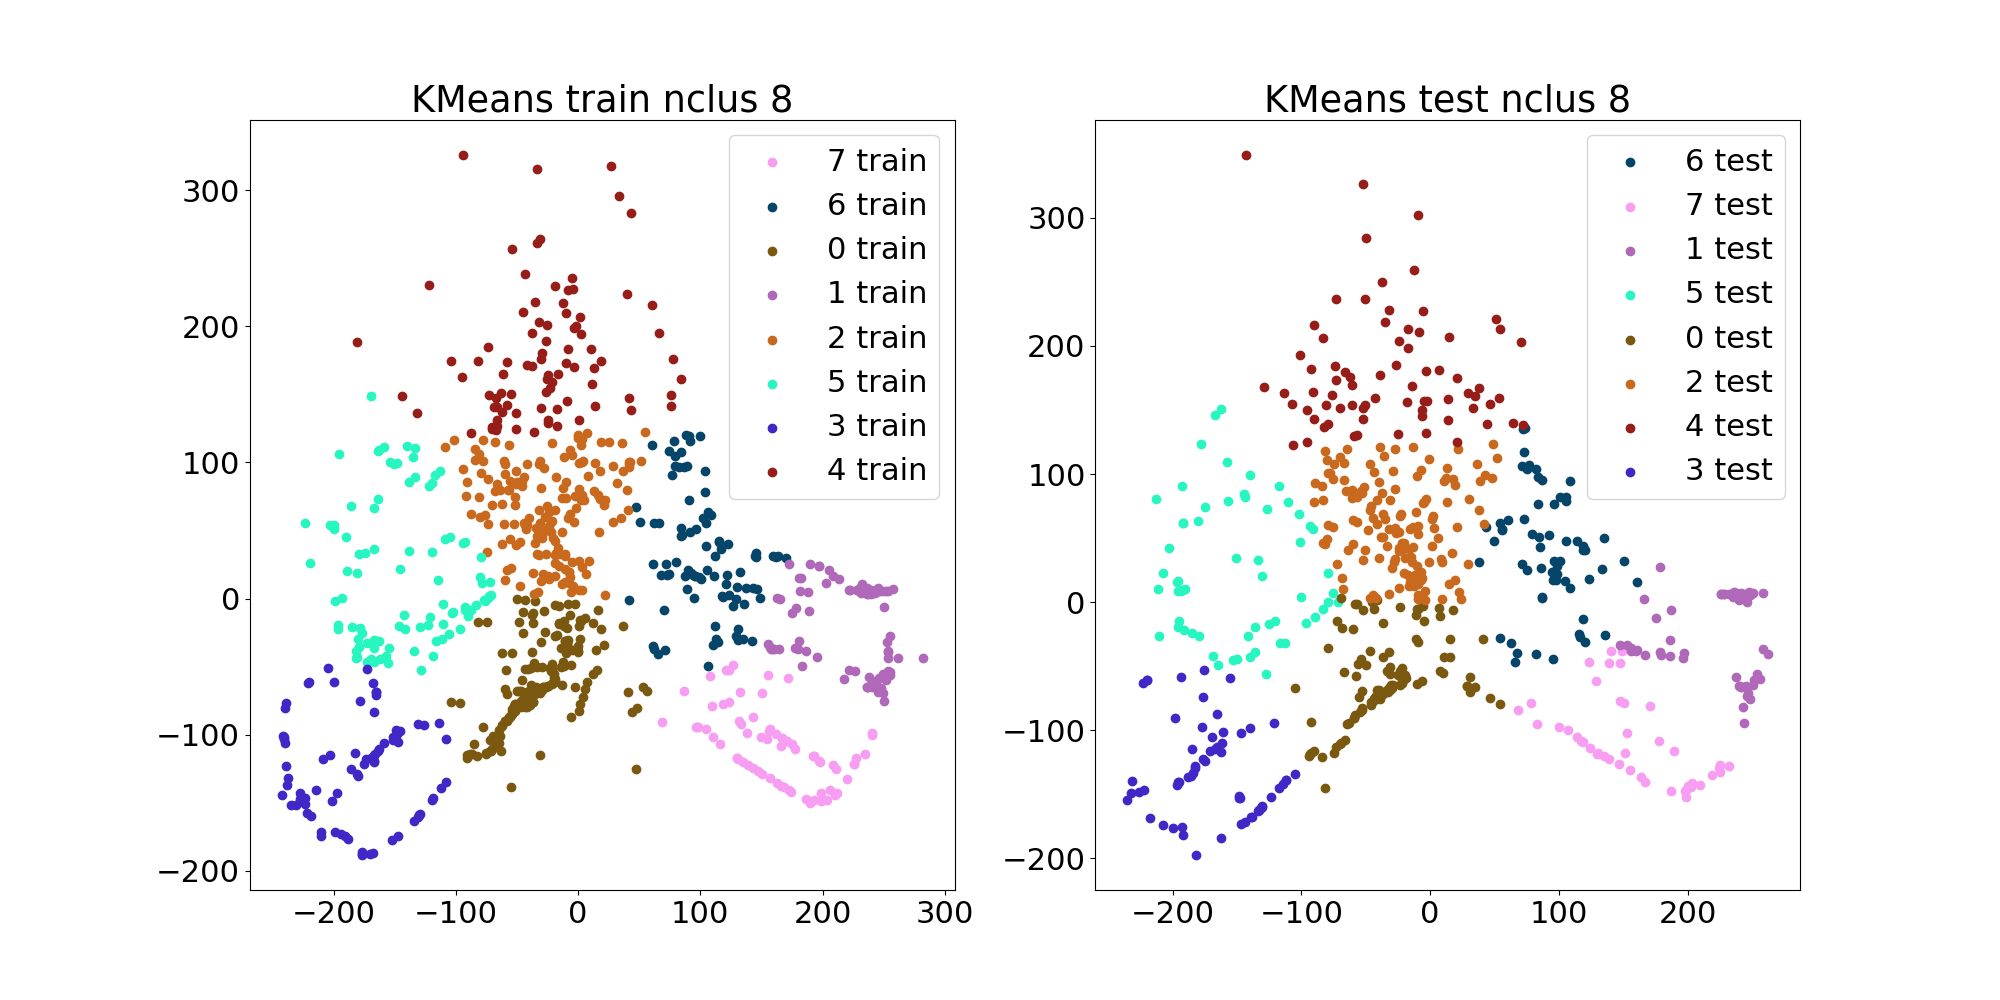 KMeans train nclus 8
300
200
100
0
−100
−200
−200
−100
0
100
200
300
7 train
6 train
0 train
1 train
2 train
5 train
3 train
4 train
KMeans test nclus 8
300
200
100
0
−100
−200
−200
−100
0
100
200
6 test
7 test
1 test
5 test
0 test
2 test
4 test
3 test